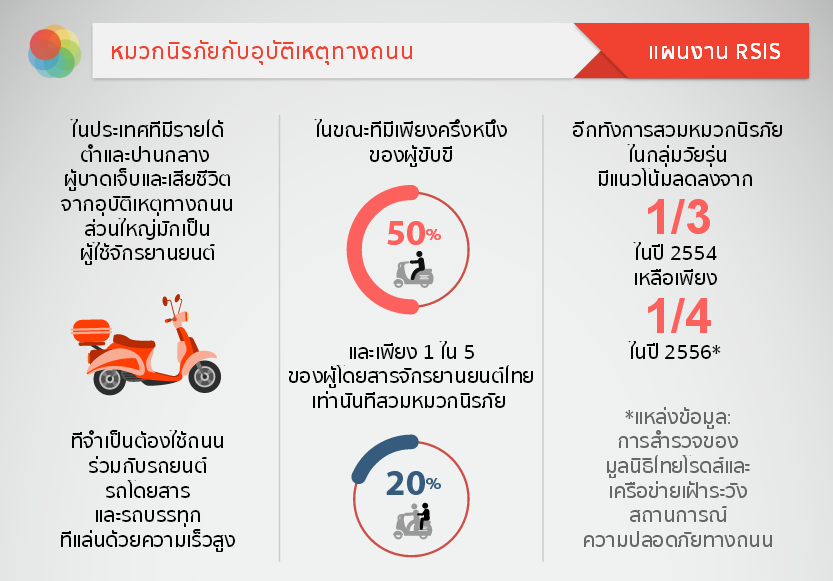 หมวกนิรภัยกับอุบัติเหตุทางถนน
แผนงาน RSIS
ในประเทศที่มีรายได้
ต่ำและปานกลาง
ผู้บาดเจ็บและเสียชีวิต
จากอุบัติเหตุทางถนน
ส่วนใหญ่มักเป็น
ผู้ใช้จักรยานยนต์
ที่จำเป็นต้องใช้ถนน
ร่วมกับรถยนต์
รถโดยสาร
และรถบรรทุก
ที่แล่นด้วยความเร็วสูง
ในขณะที่มีเพียงครึ่งหนึ่ง
ของผู้ขับขี่
50%
และเพียง 1 ใน 5
ของผู้โดยสารจักรยานยนต์ไทย
เท่านั้นที่สวมหมวกนิรภัย
20%
อีกทั้งการสวมหมวกนิรภัย
ในกลุ่มวัยรุ่น
มีแนวโน้มลดลงจาก
1/3
ในปี 2554
เหลือเพียง
1/4
ในปี 2556*
*แหล่งข้อมูล:
การสำรวจของ
มูลนิธิไทยโรดส์และ
เครือข่ายเฝ้าระวัง
สถานการณ์
ความปลอดภัยทางถนน